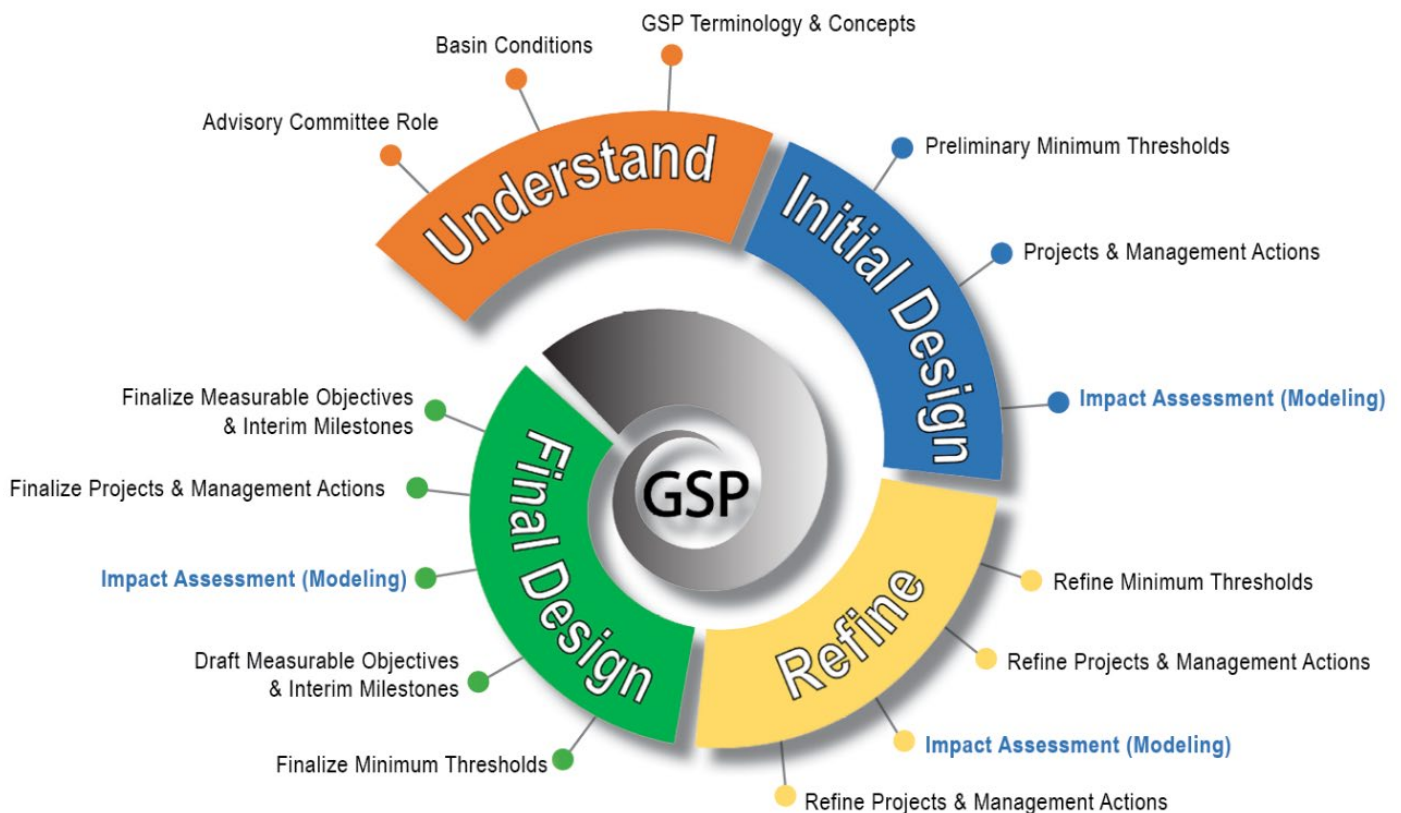 GSP Terminology & Concepts
Basin Conditions
Advisory Committee Role
Understand
Initial Design
Preliminary Minimum Thresholds
Projects & Management Actions
Impact Assessment (Modeling)
Refine
Refine Minimum Thresholds
Refine Projects & Management Actions
Impact Assessment (Modeling)
Refine Projects & Management Actions
Final Design
Finalize Measurable Objectives
& Interim Milestones
Finalize Projects & Management Actions
Impact Assessment (Modeling)
Draft Measurable Objectives
& Interim Milestones
Finalize Minimum Thresholds
GSP